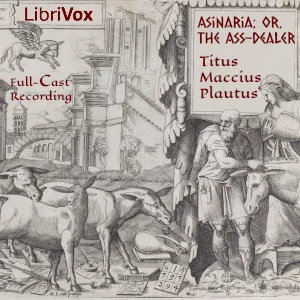 LibriVox
Full-Cast
Recording
ASINARIA; OR,
THE ASS-DEALER
Titus
Maccius
Plautus